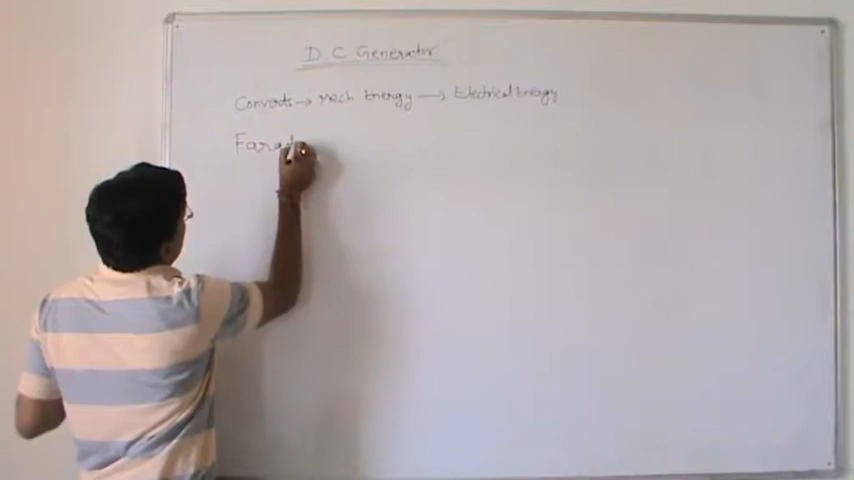 D C Generator
Converts → Mech Energy → Electrical Energy
Farad